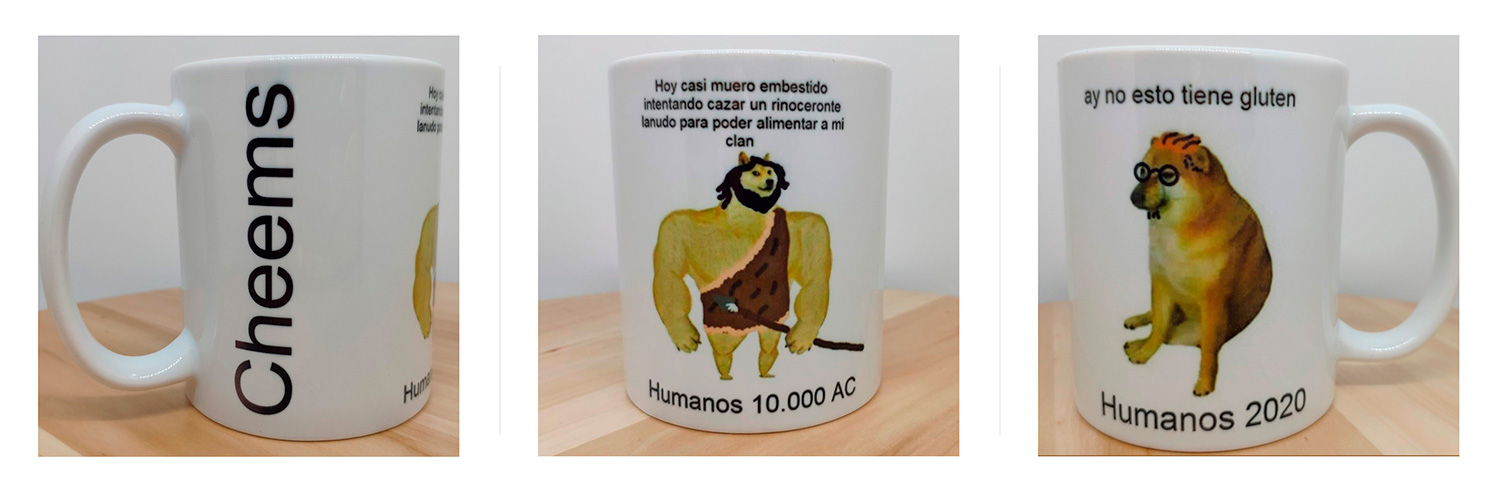 Cheems
Hoy casi muero embestido
intentando cazar un rinoceronte
lanudo para poder alimentar a mi
clan
Humanos 10.000 AC
ay no esto tiene gluten
Humanos 2020